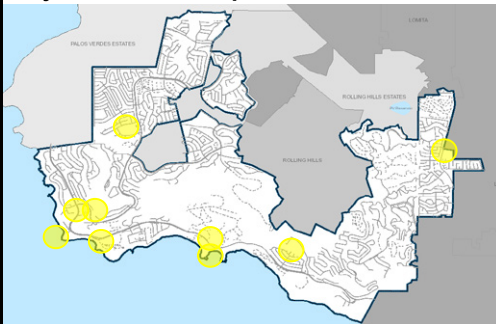 LOMITA
PALOS VERDES ESTATES
ROLLING HILLS ESTATES
ROLLING HILLS